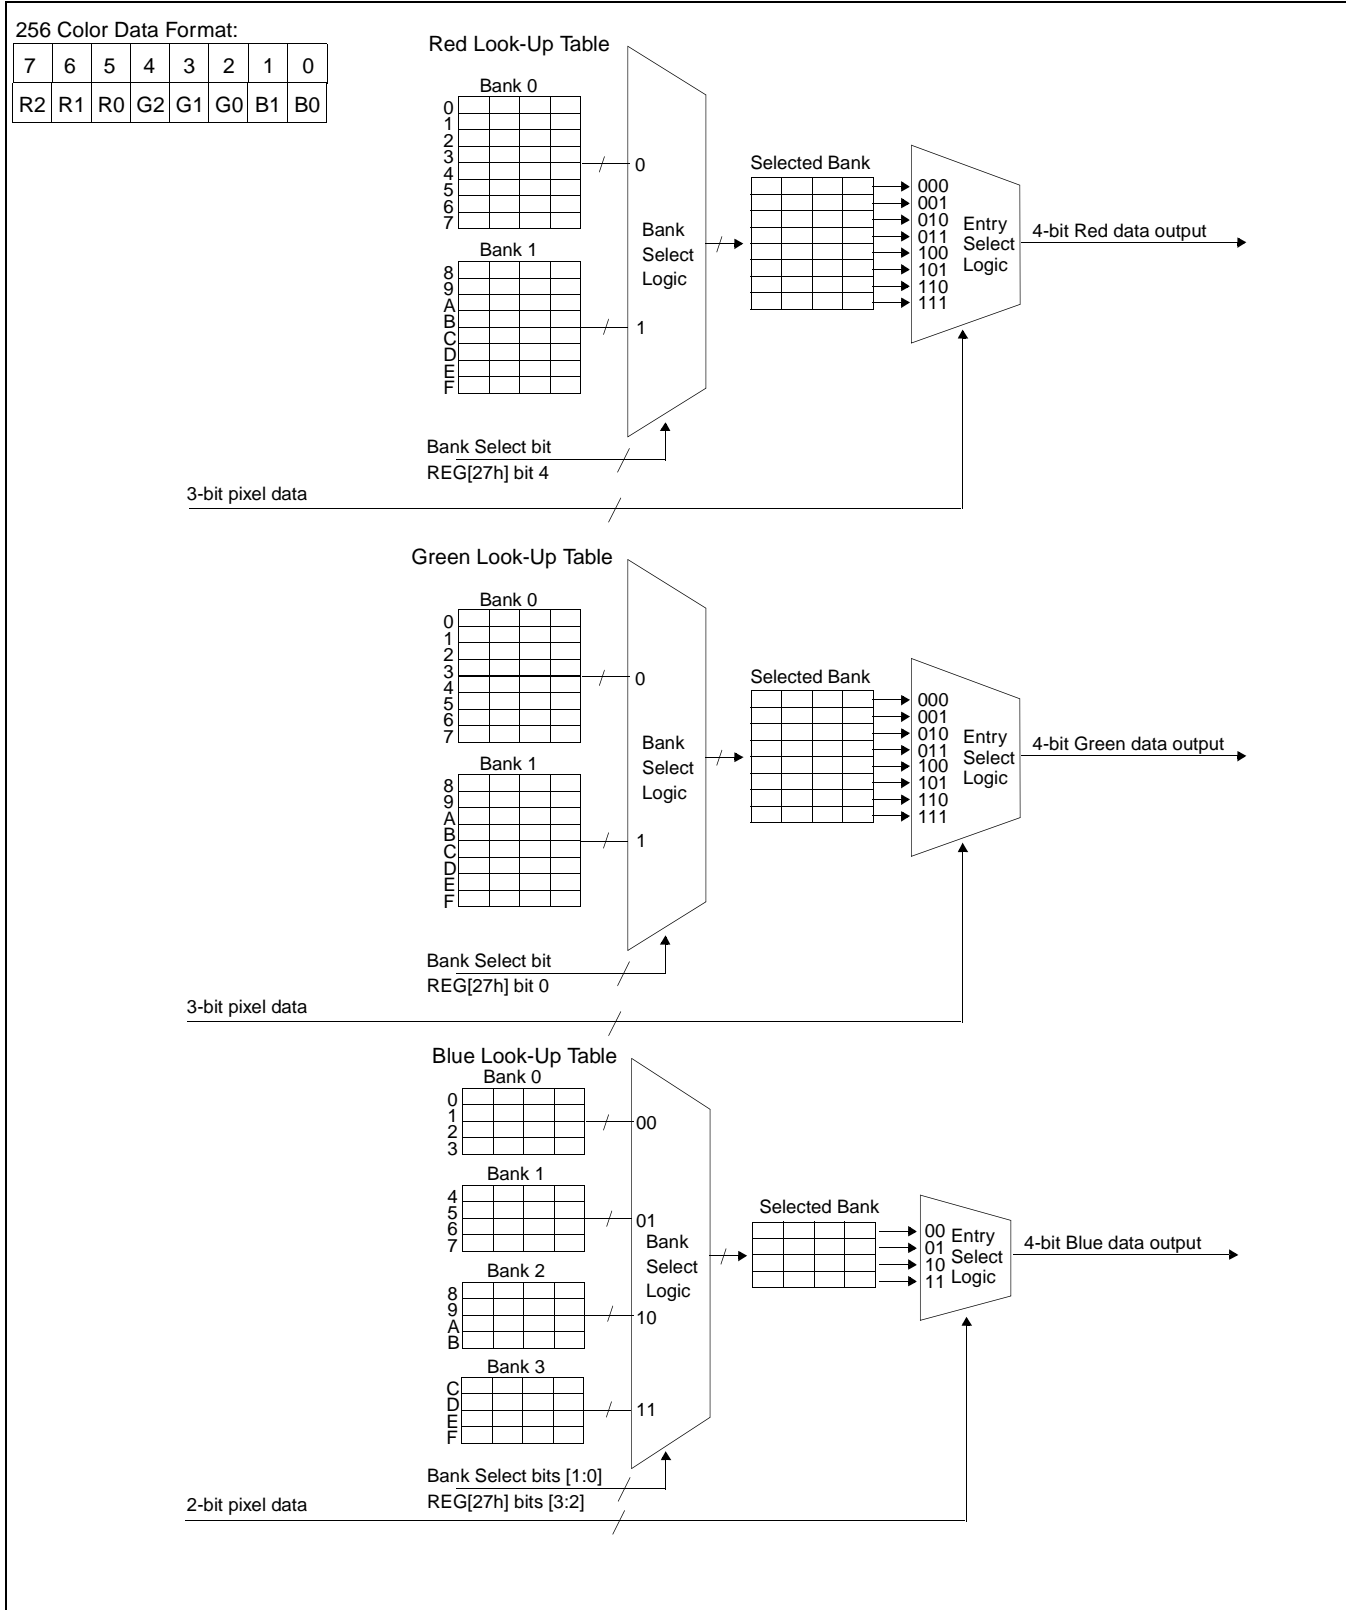 256 Color Data Format:
7 6 5 4 3 2 1 0
R2 R1 R0 G2 G1 G0 B1 B0
Red Look-Up Table
Bank 0
0
1
2
3
4
5
6
7
0
Bank 1
8
9
A
B
C
D
E
F
1
Bank
Select
Logic
Selected Bank
000
001
010
011
100
101
110
111
Entry
Select
Logic
4-bit Red data output
Bank Select bit
REG[27h] bit 4
3-bit pixel data
Green Look-Up Table
Bank 0
0
1
2
3
4
5
6
7
0
Bank 1
8
9
A
B
C
D
E
F
1
Bank
Select
Logic
Selected Bank
000
001
010
011
100
101
110
111
Entry
Select
Logic
4-bit Green data output
Bank Select bit
REG[27h] bit 0
3-bit pixel data
Blue Look-Up Table
Bank 0
0
1
2
3
00
Bank 1
4
5
6
7
01
Bank 2
8
9
A
B
10
Bank 3
C
D
E
F
11
Bank
Select
Logic
Selected Bank
00
01
10
11
Entry
Select
Logic
4-bit Blue data output
Bank Select bits [1:0]
REG[27h] bits [3:2]
2-bit pixel data